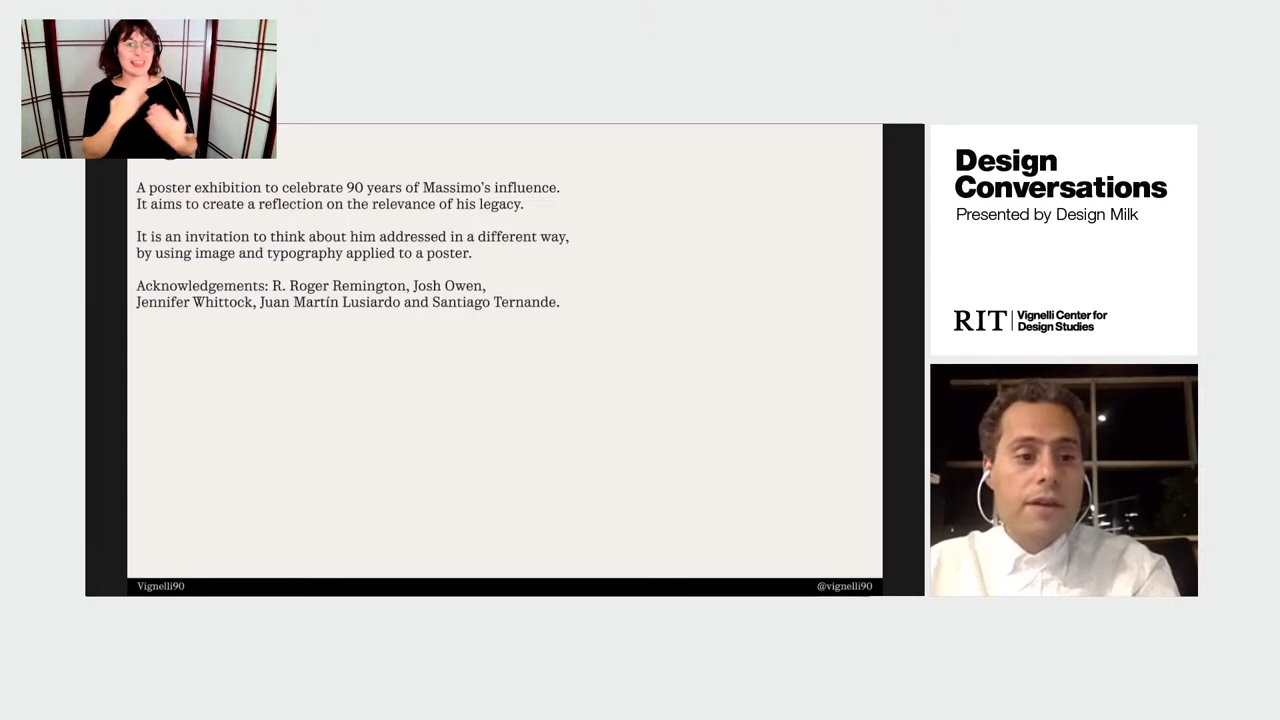 A poster exhibition to celebrate 90 years of Massimo's influence.
It aims to create a reflection on the relevance of his legacy.
It is an invitation to think about him addressed in a different way,
by using image and typography applied to a poster.
Acknowledgements: R. Roger Remington, Josh Owen,
Jennifer Whittock, Juan Martín Lusiardo and Santiago Ternande.
Vignelli90
@vignelli90
Design
Conversations
Presented by Design Milk
RIT
Vignelli Center for
Design Studies